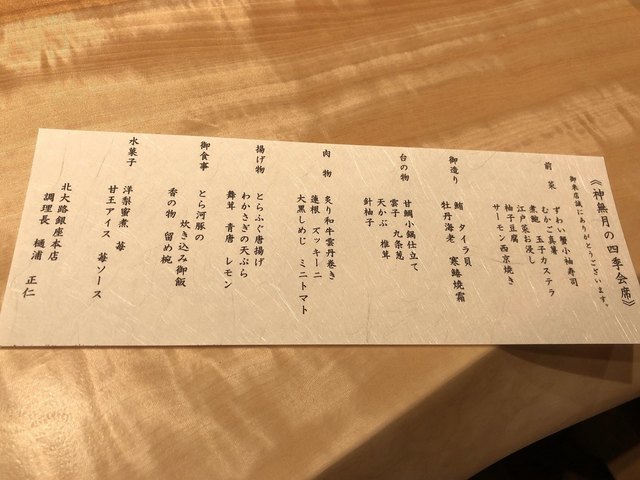 《神無月の四季会席》
御来店誠にありがとうございます。
前菜
ずわい蟹小袖寿司
むかご真薯
煮鮑 玉子カステラ
江戸菜お浸し
柚子豆腐
サーモン西京焼き
御造り
鮪 タイラ貝
牡丹海老 寒鰆焼霜
台の物
甘鯛小鍋仕立て
雲子 九条葱
天かぶ 椎茸
針柚子
肉物
炙り和牛雲丹巻き
蓮根 ズッキーニ
大黒しめじ ミニトマト
揚げ物
とらふぐ唐揚げ
わかさぎの天ぷら
舞茸 青唐 レモン
御食事
とら河豚の
炊き込み御飯
香の物 留め椀
水菓子
洋梨蜜煮 苺
甘王アイス 苺ソース
北大路銀座本店
調理長 樋浦 正仁